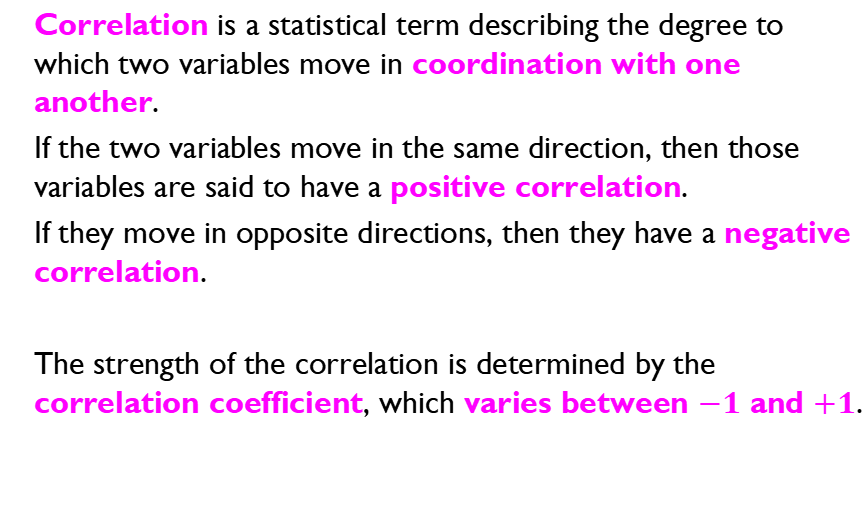 Correlation is a statistical term describing the degree to
which two variables move in coordination with one
another.
If the two variables move in the same direction, then those
variables are said to have a positive correlation.
If they move in opposite directions, then they have a negative
correlation.
The strength of the correlation is determined by the
correlation coefficient, which varies between −1 and +1.